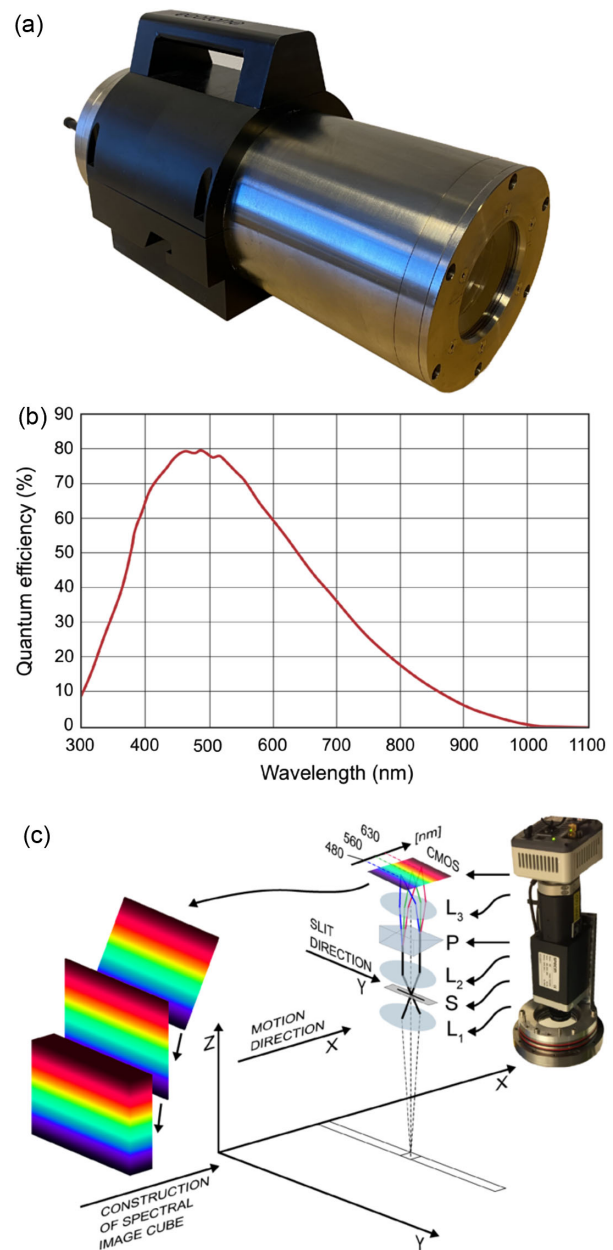 (a)
(b)
90
80
70
60
50
40
30
20
10
0
Quantum efficiency (%)
300 400 500 600 700 800 900 1000 1100
Wavelength (nm)
(c)
480 560 630 [nm]
CMOS
L3
P
SLIT
DIRECTION
Y
L2
S
L1
Z
MOTION
DIRECTION
X
X
CONSTRUCTION
OF SPECTRAL
IMAGE CUBE
Y